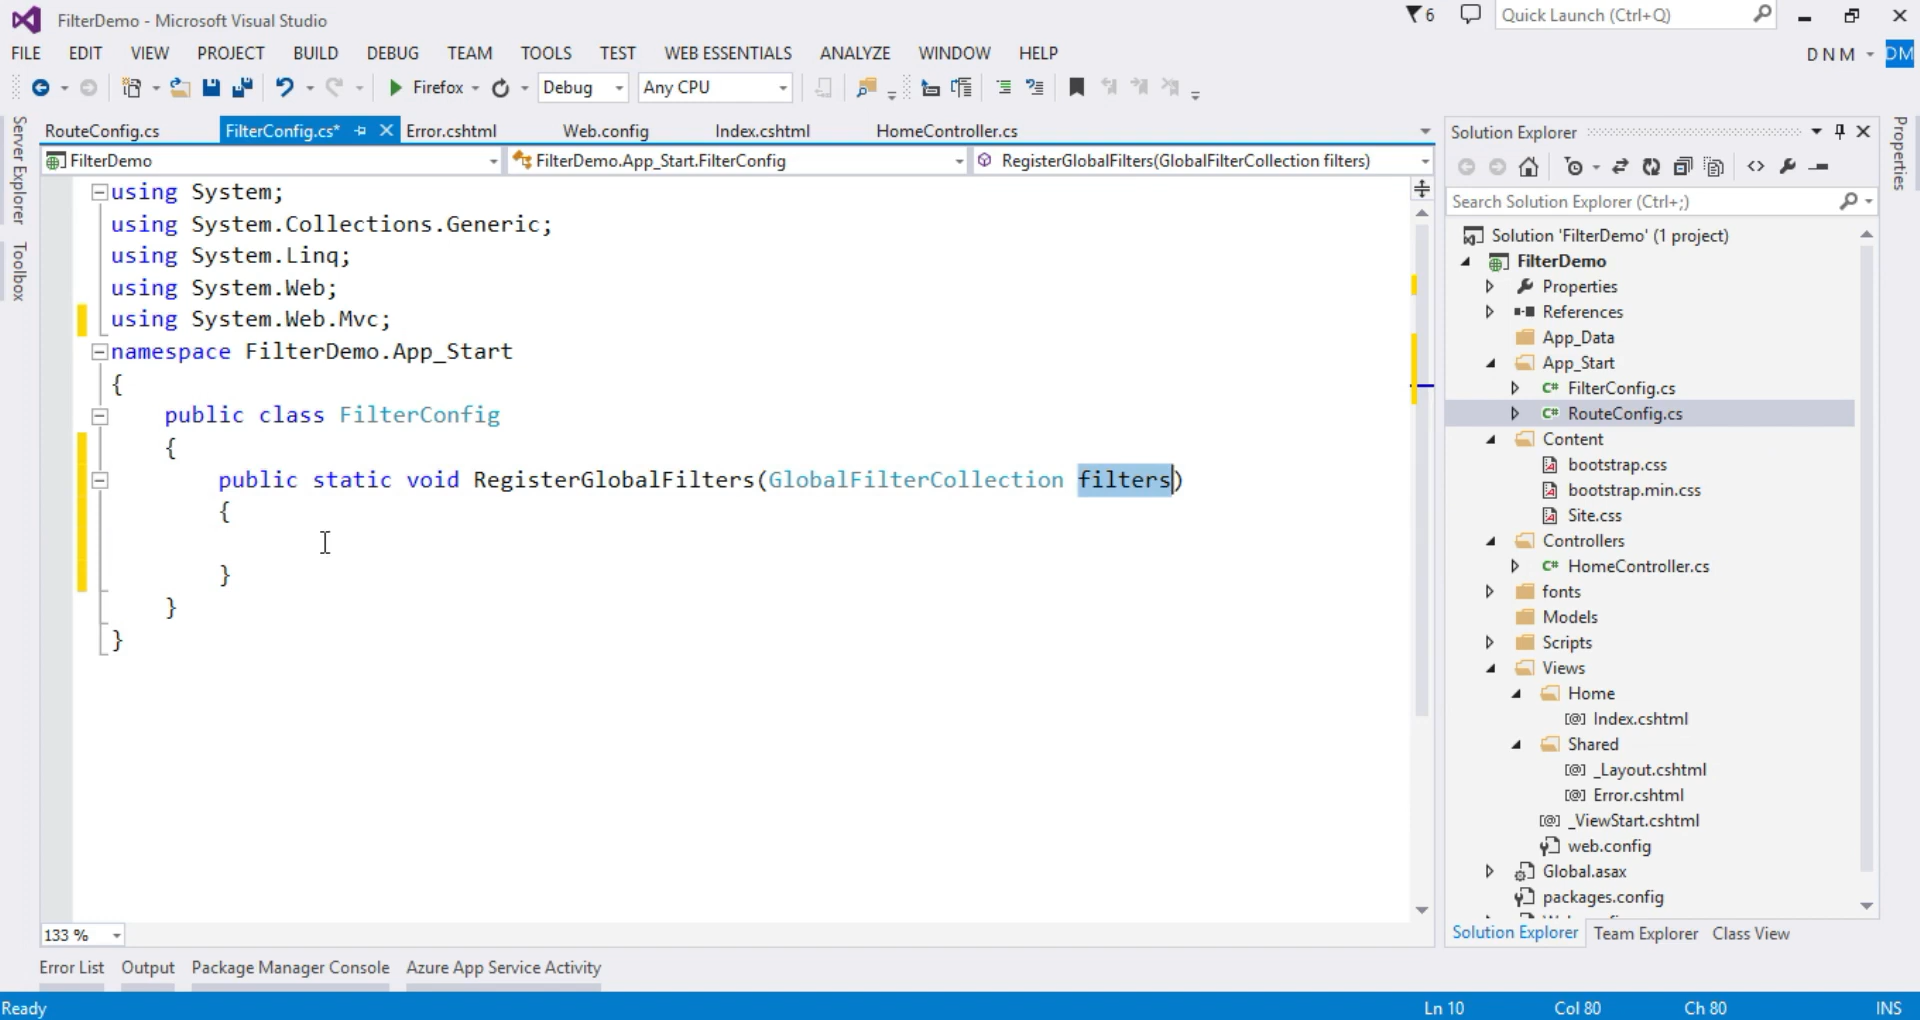 FilterDemo - Microsoft Visual Studio
6
Quick Launch (Ctrl+Q)
FILE EDIT VIEW PROJECT BUILD DEBUG TEAM TOOLS TEST WEB ESSENTIALS ANALYZE WINDOW HELP
D N M DM
Firefox Debug Any CPU
Server Explorer
Toolbox
RouteConfig.cs FilterConfig.cs* Error.cshtml Web.config Index.cshtml HomeController.cs
FilterDemo FilterDemo.App_Start.FilterConfig RegisterGlobalFilters(GlobalFilterCollection filters)
using System;
using System.Collections.Generic;
using System.Linq;
using System.Web;
using System.Web.Mvc;
namespace FilterDemo.App_Start
{
public class FilterConfig
{
public static void RegisterGlobalFilters(GlobalFilterCollection filters)
{
}
}
}
133 %
Solution Explorer
Properties
Search Solution Explorer (Ctrl+;)
Solution 'FilterDemo' (1 project)
FilterDemo
Properties
References
App_Data
App_Start
C# FilterConfig.cs
C# RouteConfig.cs
Content
bootstrap.css
bootstrap.min.css
Site.css
Controllers
C# HomeController.cs
fonts
Models
Scripts
Views
Home
[@] Index.cshtml
Shared
[@] _Layout.cshtml
[@] Error.cshtml
[@] _ViewStart.cshtml
web.config
Global.asax
packages.config
Solution Explorer Team Explorer Class View
Error List Output Package Manager Console Azure App Service Activity
Ready Ln 10 Col 80 Ch 80 INS